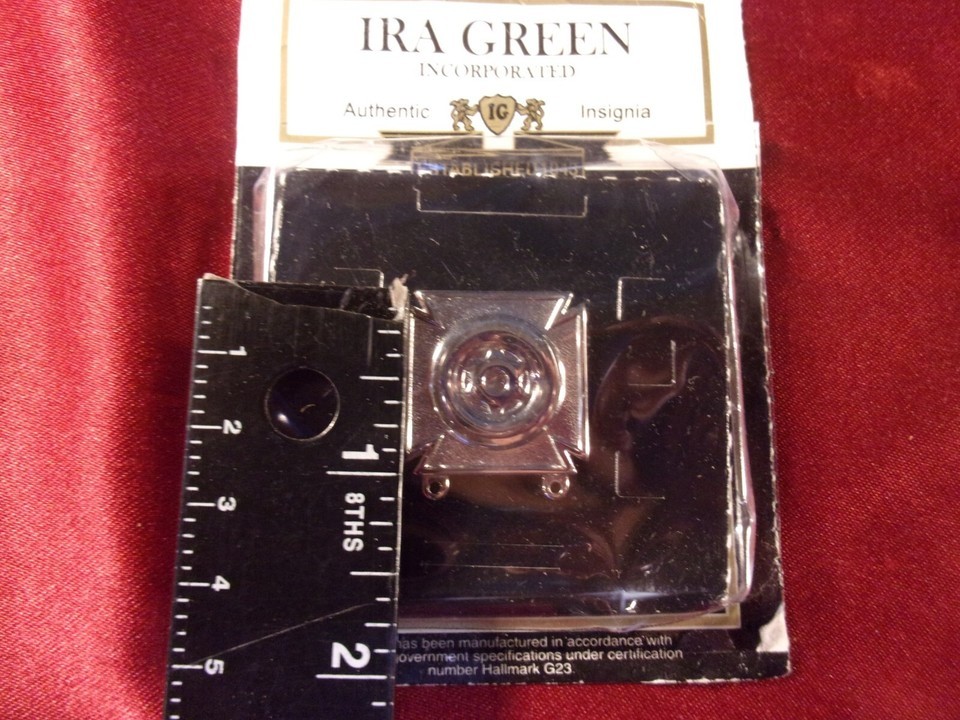 IRA GREEN
INCORPORATED
Authentic IG Insignia
ESTABLISHED
1
2
3
4
5
1
8THS
2
has been manufactured in accordance with
overnment specifications under certification
number Hallmark G23.